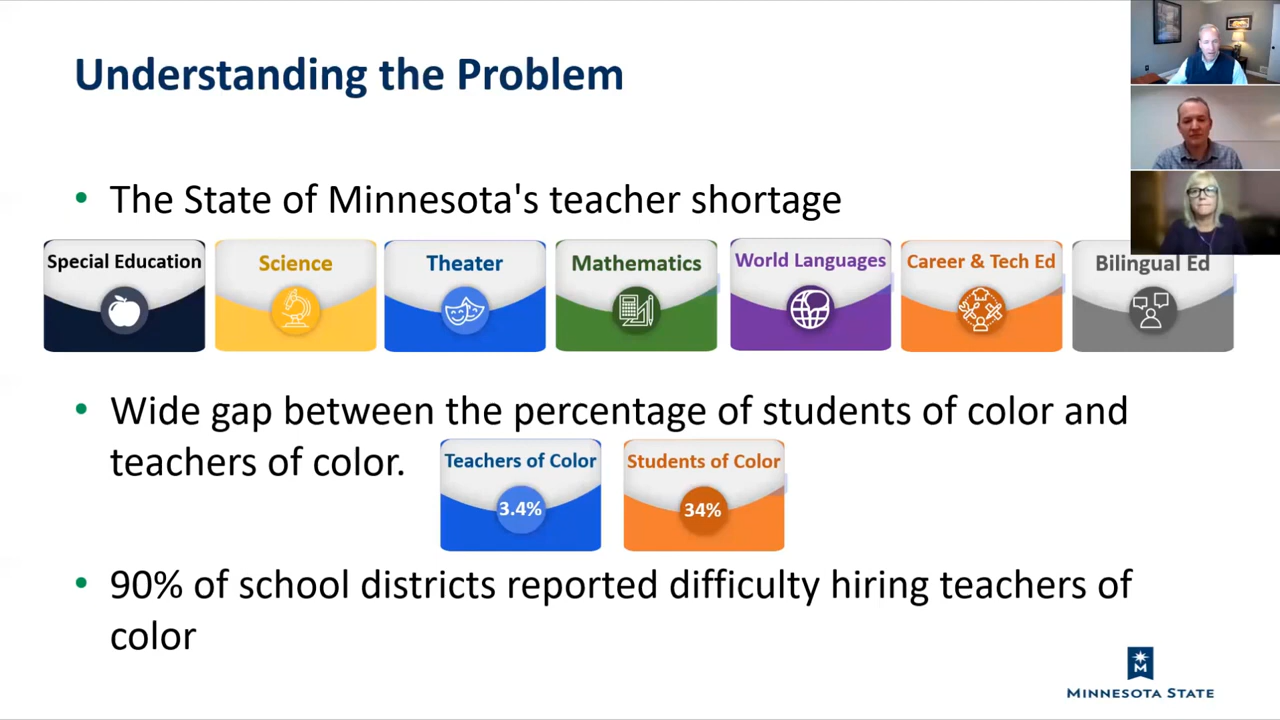 Understanding the Problem
• The State of Minnesota's teacher shortage
Special Education
Science
Theater
Mathematics
World Languages
Career & Tech Ed
Bilingual Ed
• Wide gap between the percentage of students of color and
teachers of color.
Teachers of Color
Students of Color
3.4%
34%
• 90% of school districts reported difficulty hiring teachers of
color
M
MINNESOTA STATE